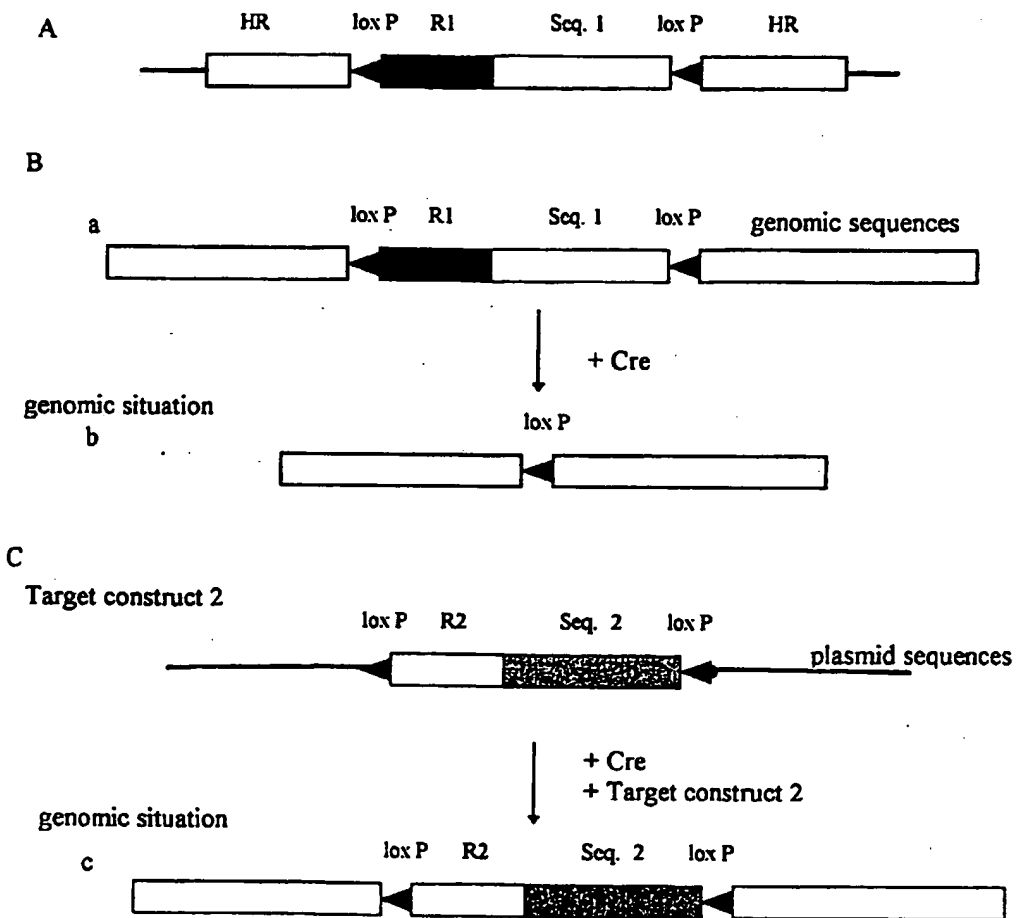 A
HR lox P R1 Seq. 1 lox P HR
B
a
lox P R1 Seq. 1 lox P genomic sequences
+ Cre
genomic situation
b
lox P
C
Target construct 2
lox P R2 Seq. 2 lox P
plasmid sequences
+ Cre
+ Target construct 2
genomic situation
c
lox P R2 Seq. 2 lox P